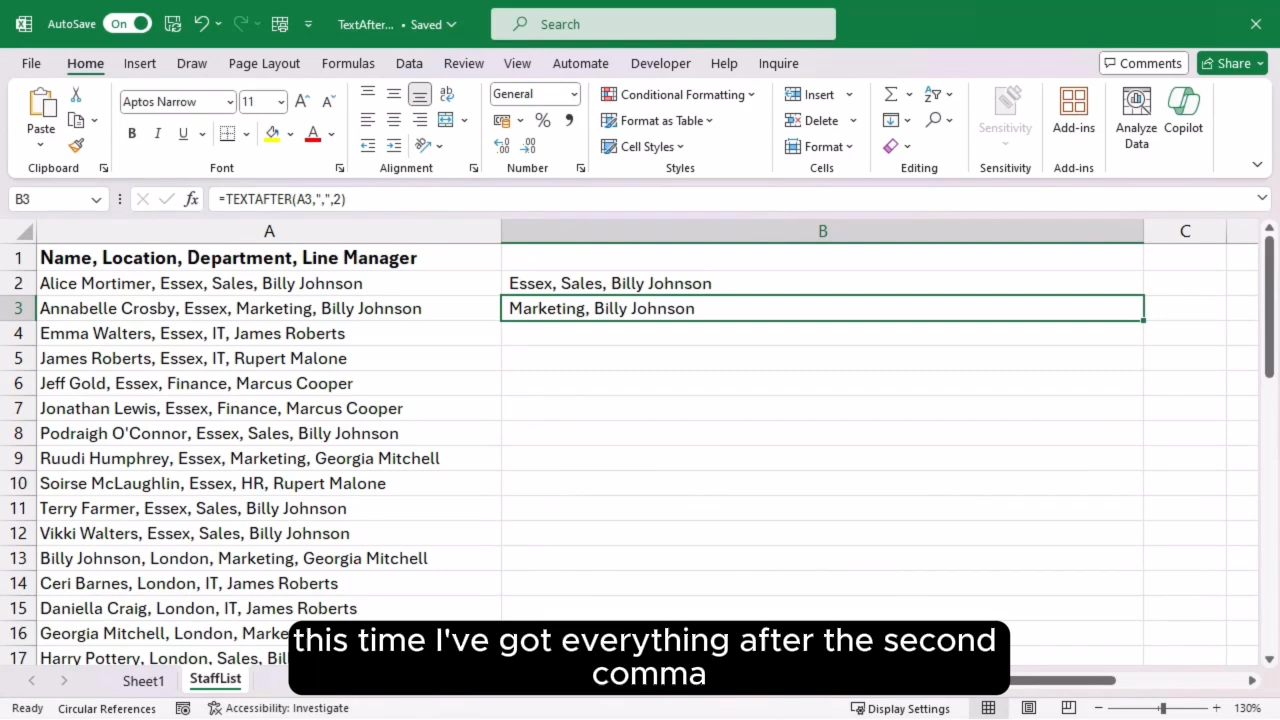 AutoSave On TextAfter... • Saved Search
File Home Insert Draw Page Layout Formulas Data Review View Automate Developer Help Inquire Comments Share
Paste Aptos Narrow 11 General Conditional Formatting Insert
B I U Format as Table Delete
Cell Styles Format Sensitivity Add-ins Analyze Data Copilot
Clipboard Font Alignment Number Styles Cells Editing Sensitivity Add-ins
B3 =TEXTAFTER(A3,",",2)
A B C
1 Name, Location, Department, Line Manager
2 Alice Mortimer, Essex, Sales, Billy Johnson Essex, Sales, Billy Johnson
3 Annabelle Crosby, Essex, Marketing, Billy Johnson Marketing, Billy Johnson
4 Emma Walters, Essex, IT, James Roberts
5 James Roberts, Essex, IT, Rupert Malone
6 Jeff Gold, Essex, Finance, Marcus Cooper
7 Jonathan Lewis, Essex, Finance, Marcus Cooper
8 Podraigh O'Connor, Essex, Sales, Billy Johnson
9 Ruudi Humphrey, Essex, Marketing, Georgia Mitchell
10 Soirse McLaughlin, Essex, HR, Rupert Malone
11 Terry Farmer, Essex, Sales, Billy Johnson
12 Vikki Walters, Essex, Sales, Billy Johnson
13 Billy Johnson, London, Marketing, Georgia Mitchell
14 Ceri Barnes, London, IT, James Roberts
15 Daniella Craig, London, IT, James Roberts
16 Georgia Mitchell, London, Marke
17 Harry Pottery, London, Sales, Bil
this time I've got everything after the second
comma
Sheet1 StaffList
Ready Circular References Accessibility: Investigate Display Settings 130%